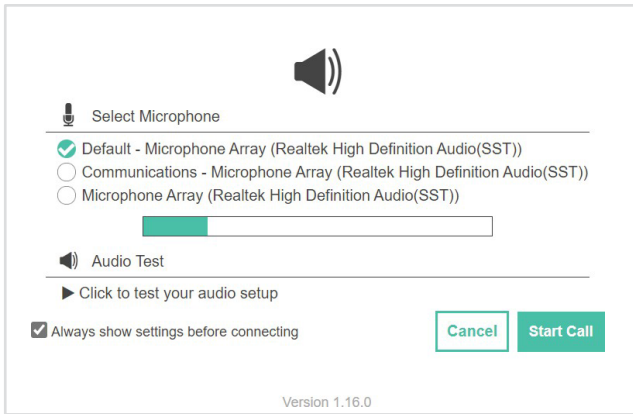 Select Microphone
Default - Microphone Array (Realtek High Definition Audio(SST))
Communications - Microphone Array (Realtek High Definition Audio(SST))
Microphone Array (Realtek High Definition Audio(SST))
Audio Test
Click to test your audio setup
Always show settings before connecting
Cancel
Start Call
Version 1.16.0